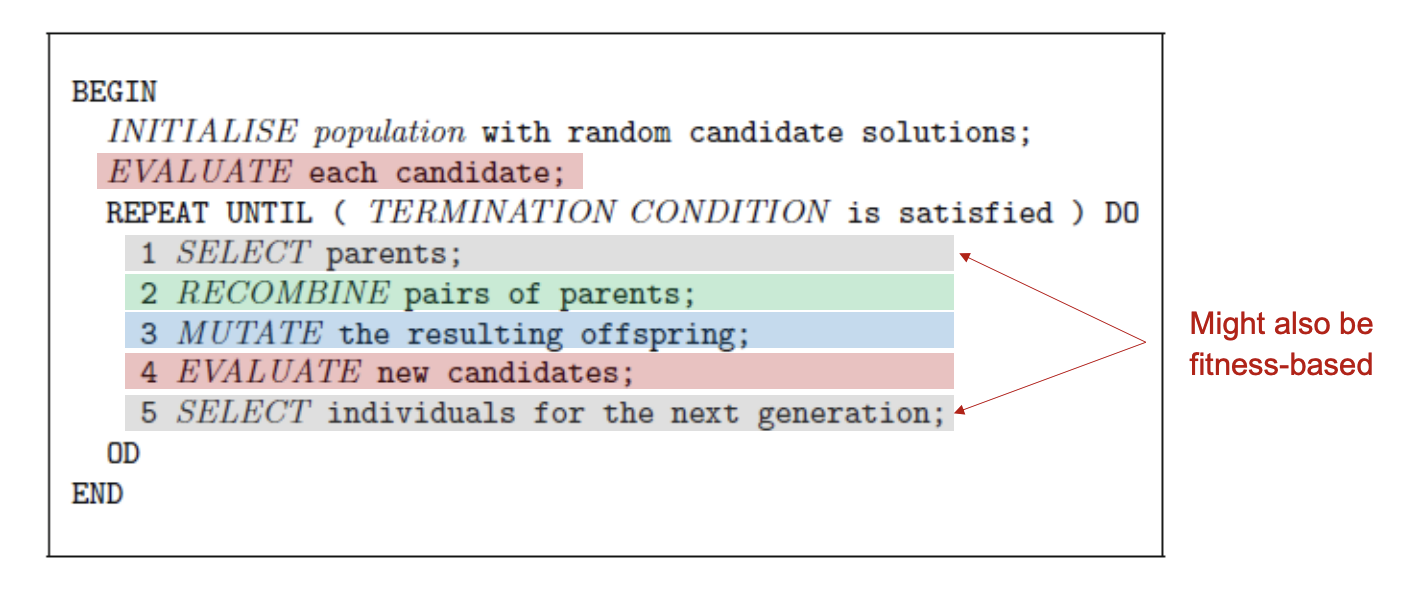 BEGIN
INITIALISE population with random candidate solutions;
EVALUATE each candidate;
REPEAT UNTIL ( TERMINATION CONDITION is satisfied ) DO
1 SELECT parents;
2 RECOMBINE pairs of parents;
3 MUTATE the resulting offspring;
4 EVALUATE new candidates;
5 SELECT individuals for the next generation;
OD
END
Might also be
fitness-based